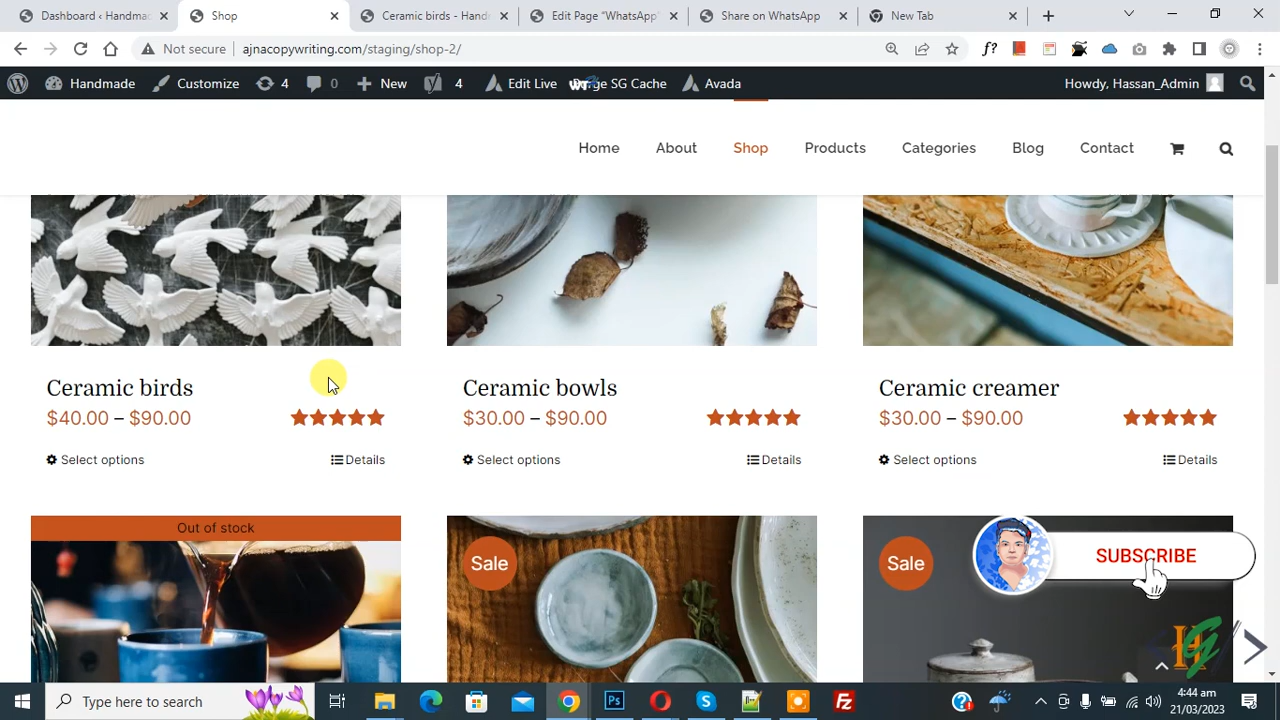 Dashboard ‹ Handmad
Shop
Ceramic birds - Hand
Edit Page "WhatsApp"
Share on WhatsApp
New Tab
Not secure
ajnacopywriting.com/staging/shop-2/
f?
Handmade
Customize
4
0
New
4
Edit Live
ge SG Cache
Avada
Howdy, Hassan_Admin
Home
About
Shop
Products
Categories
Blog
Contact
Ceramic birds
$40.00 – $90.00
Select options
Details
Ceramic bowls
$30.00 – $90.00
Select options
Details
Ceramic creamer
$30.00 – $90.00
Select options
Details
Out of stock
Sale
Sale
SUBSCRIBE
Type here to search
4:44 am
21/03/2023